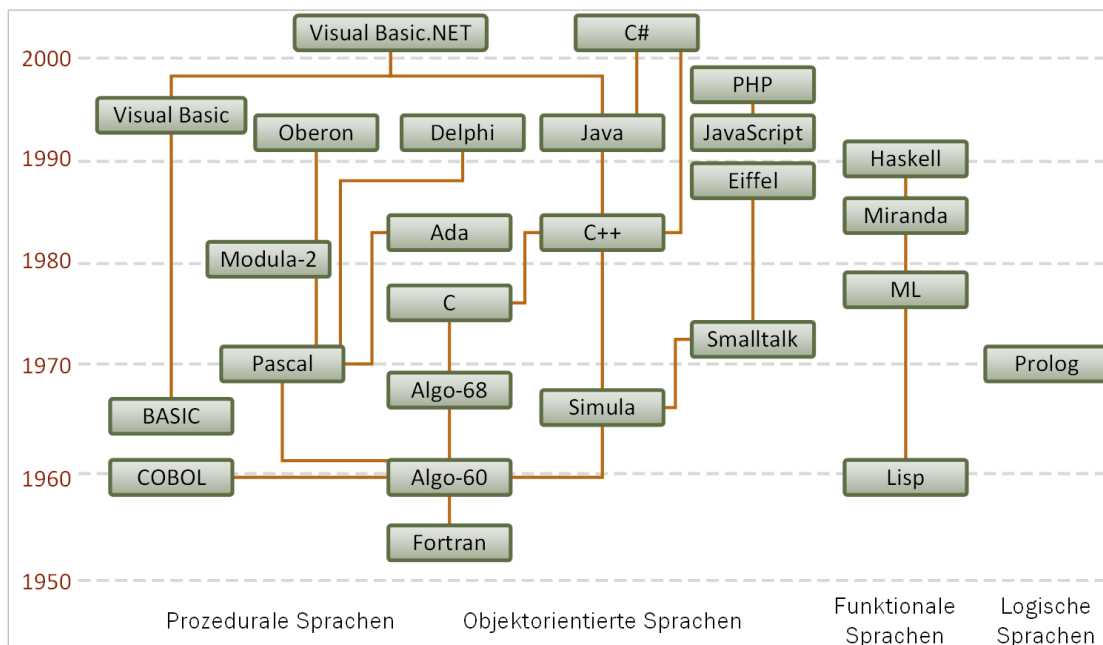 Visual Basic.NET
C#
2000
PHP
Visual Basic
Oberon
Delphi
Java
JavaScript
1990
Haskell
Eiffel
Miranda
Ada
C++
1980
Modula-2
ML
C
Smalltalk
1970
Pascal
Prolog
Algo-68
Simula
BASIC
1960
COBOL
Algo-60
Lisp
Fortran
1950
Prozedurale Sprachen
Objektorientierte Sprachen
Funktionale
Sprachen
Logische
Sprachen